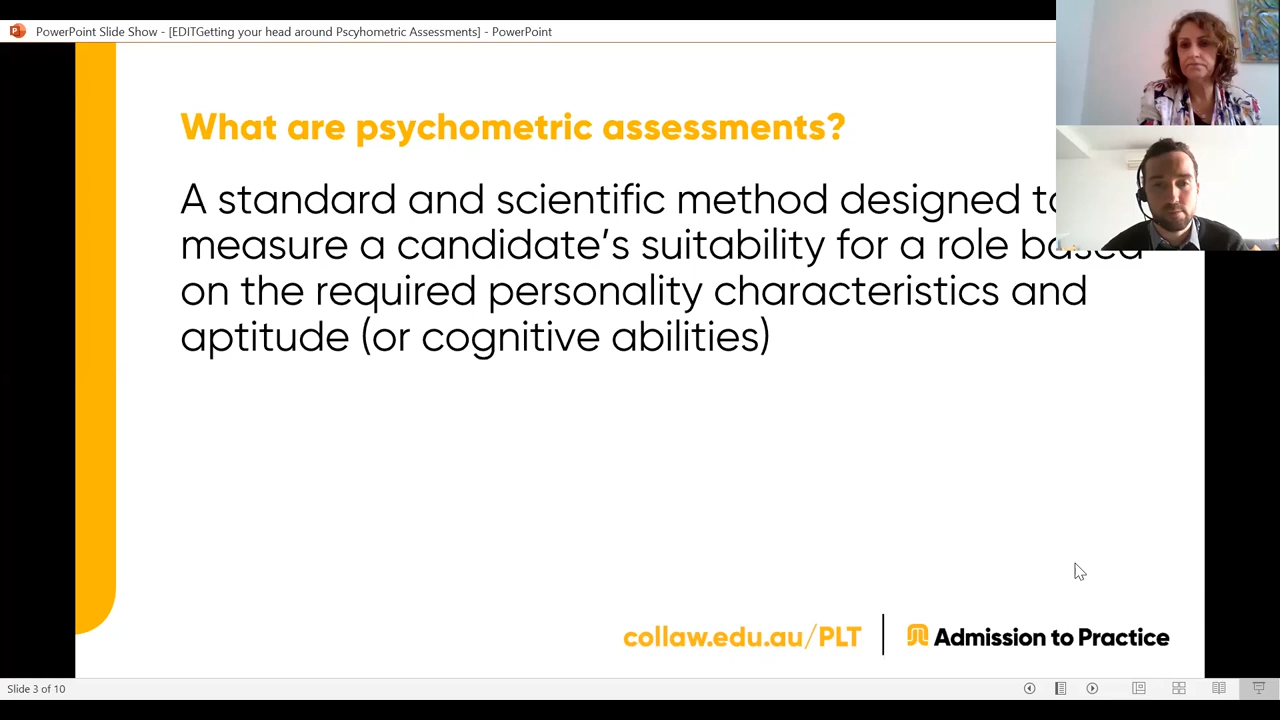 PowerPoint Slide Show - [EDITGetting your head around Pscyhometric Assessments] - PowerPoint
What are psychometric assessments?
A standard and scientific method designed to
measure a candidate's suitability for a role based
on the required personality characteristics and
aptitude (or cognitive abilities)
collaw.edu.au/PLT
Admission to Practice
Slide 3 of 10